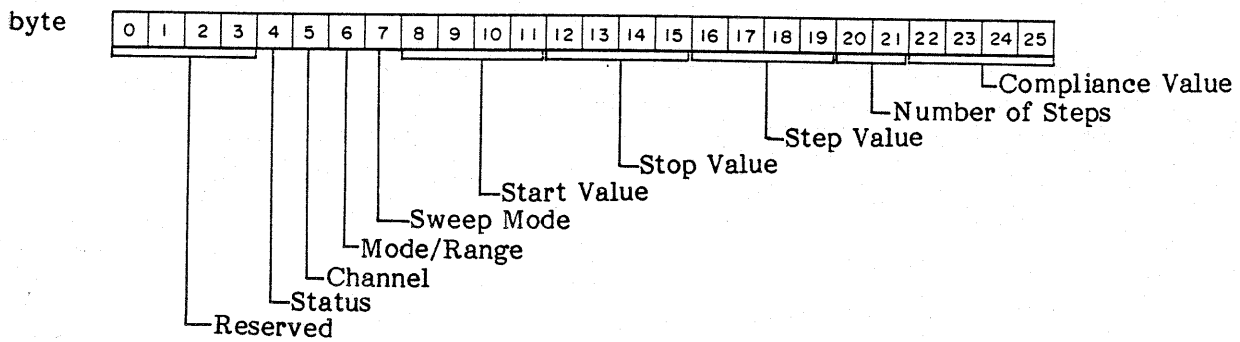 byte
0 1 2 3 4 5 6 7 8 9 10 11 12 13 14 15 16 17 18 19 20 21 22 23 24 25
Compliance Value
Number of Steps
Step Value
Stop Value
Start Value
Sweep Mode
Mode/Range
Channel
Status
Reserved